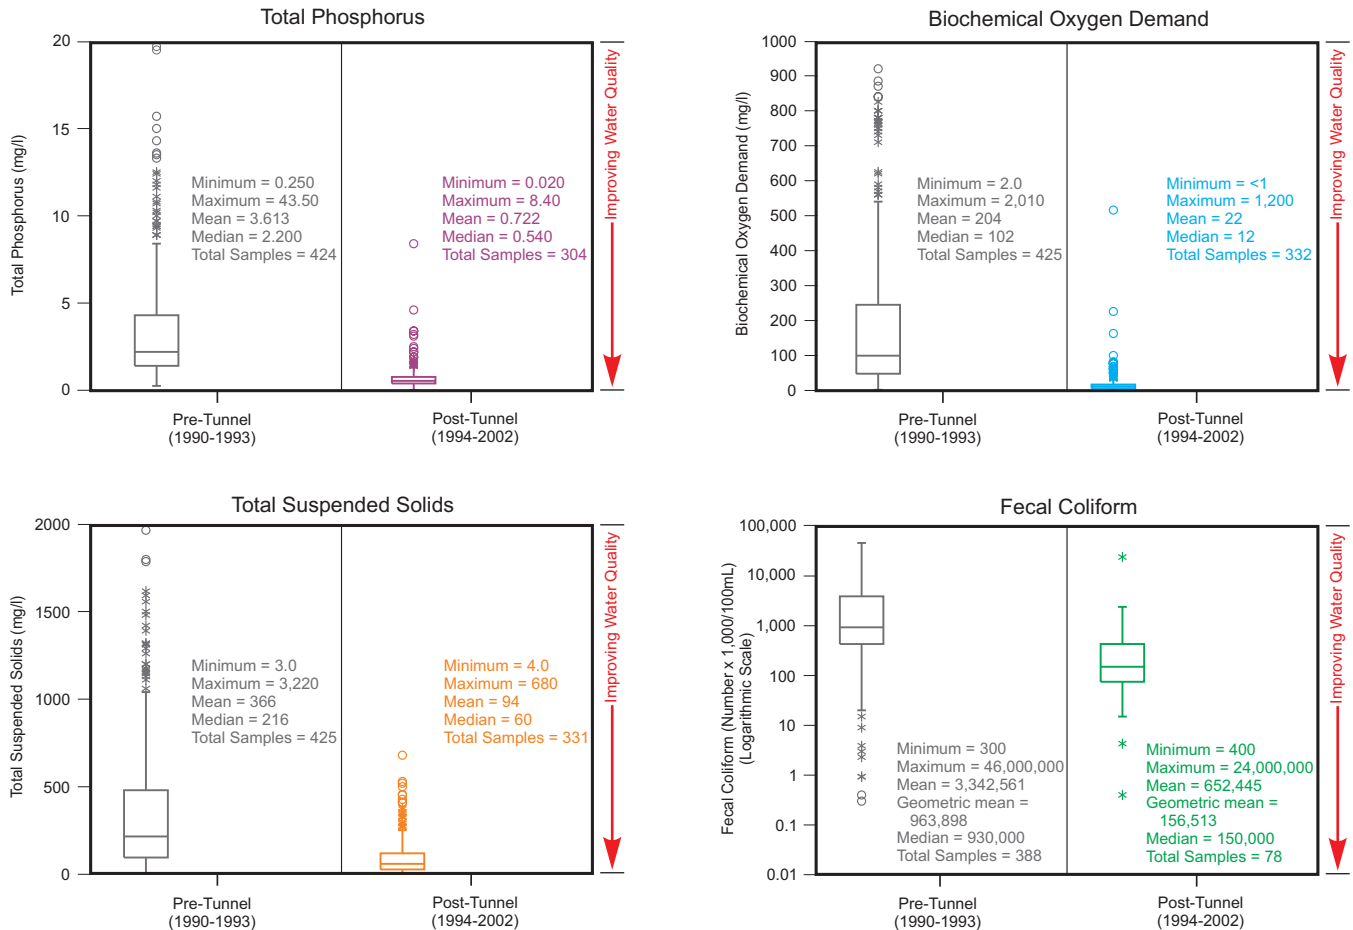 Total Phosphorus
Total Phosphorus (mg/l)
20
15
10
5
0
Minimum = 0.250
Maximum = 43.50
Mean = 3.613
Median = 2.200
Total Samples = 424
Minimum = 0.020
Maximum = 8.40
Mean = 0.722
Median = 0.540
Total Samples = 304
Pre-Tunnel
(1990-1993)
Post-Tunnel
(1994-2002)
Improving Water Quality
Biochemical Oxygen Demand
Biochemical Oxygen Demand (mg/l)
1000
900
800
700
600
500
400
300
200
100
0
Minimum = 2.0
Maximum = 2,010
Mean = 204
Median = 102
Total Samples = 425
Minimum = <1
Maximum = 1,200
Mean = 22
Median = 12
Total Samples = 332
Pre-Tunnel
(1990-1993)
Post-Tunnel
(1994-2002)
Improving Water Quality
Total Suspended Solids
Total Suspended Solids (mg/l)
2000
1500
1000
500
0
Minimum = 3.0
Maximum = 3,220
Mean = 366
Median = 216
Total Samples = 425
Minimum = 4.0
Maximum = 680
Mean = 94
Median = 60
Total Samples = 331
Pre-Tunnel
(1990-1993)
Post-Tunnel
(1994-2002)
Improving Water Quality
Fecal Coliform
Fecal Coliform (Number x 1,000/100mL)
(Logarithmic Scale)
100,000
10,000
1,000
100
10
1
0.1
0.01
Minimum = 300
Maximum = 46,000,000
Mean = 3,342,561
Geometric mean =
963,898
Median = 930,000
Total Samples = 388
Minimum = 400
Maximum = 24,000,000
Mean = 652,445
Geometric mean =
156,513
Median = 150,000
Total Samples = 78
Pre-Tunnel
(1990-1993)
Post-Tunnel
(1994-2002)
Improving Water Quality